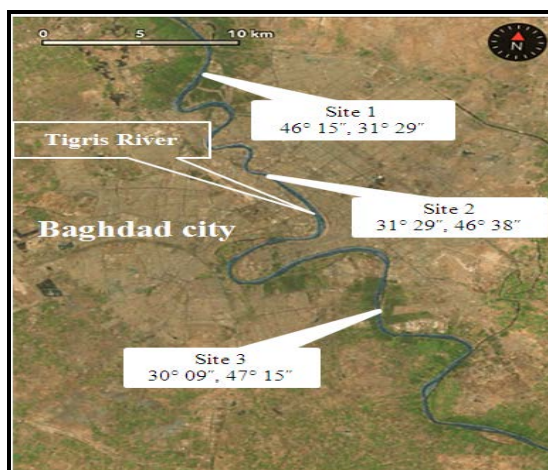 0 5 10 km
N
Site 1
46° 15″, 31° 29″
Tigris River
Site 2
31° 29″, 46° 38″
Baghdad city
Site 3
30° 09″, 47° 15″